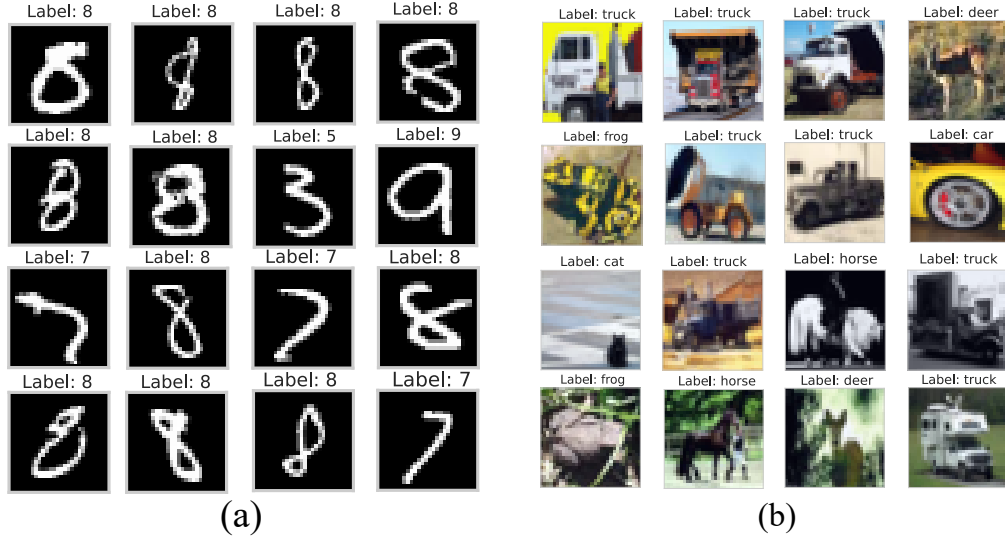 Label: 8 Label: 8 Label: 8 Label: 8
Label: 8 Label: 8 Label: 5 Label: 9
Label: 7 Label: 8 Label: 7 Label: 8
Label: 8 Label: 8 Label: 8 Label: 7
(a)
Label: truck Label: truck Label: truck Label: deer
Label: frog Label: truck Label: truck Label: car
Label: cat Label: truck Label: horse Label: truck
Label: frog Label: horse Label: deer Label: truck
(b)